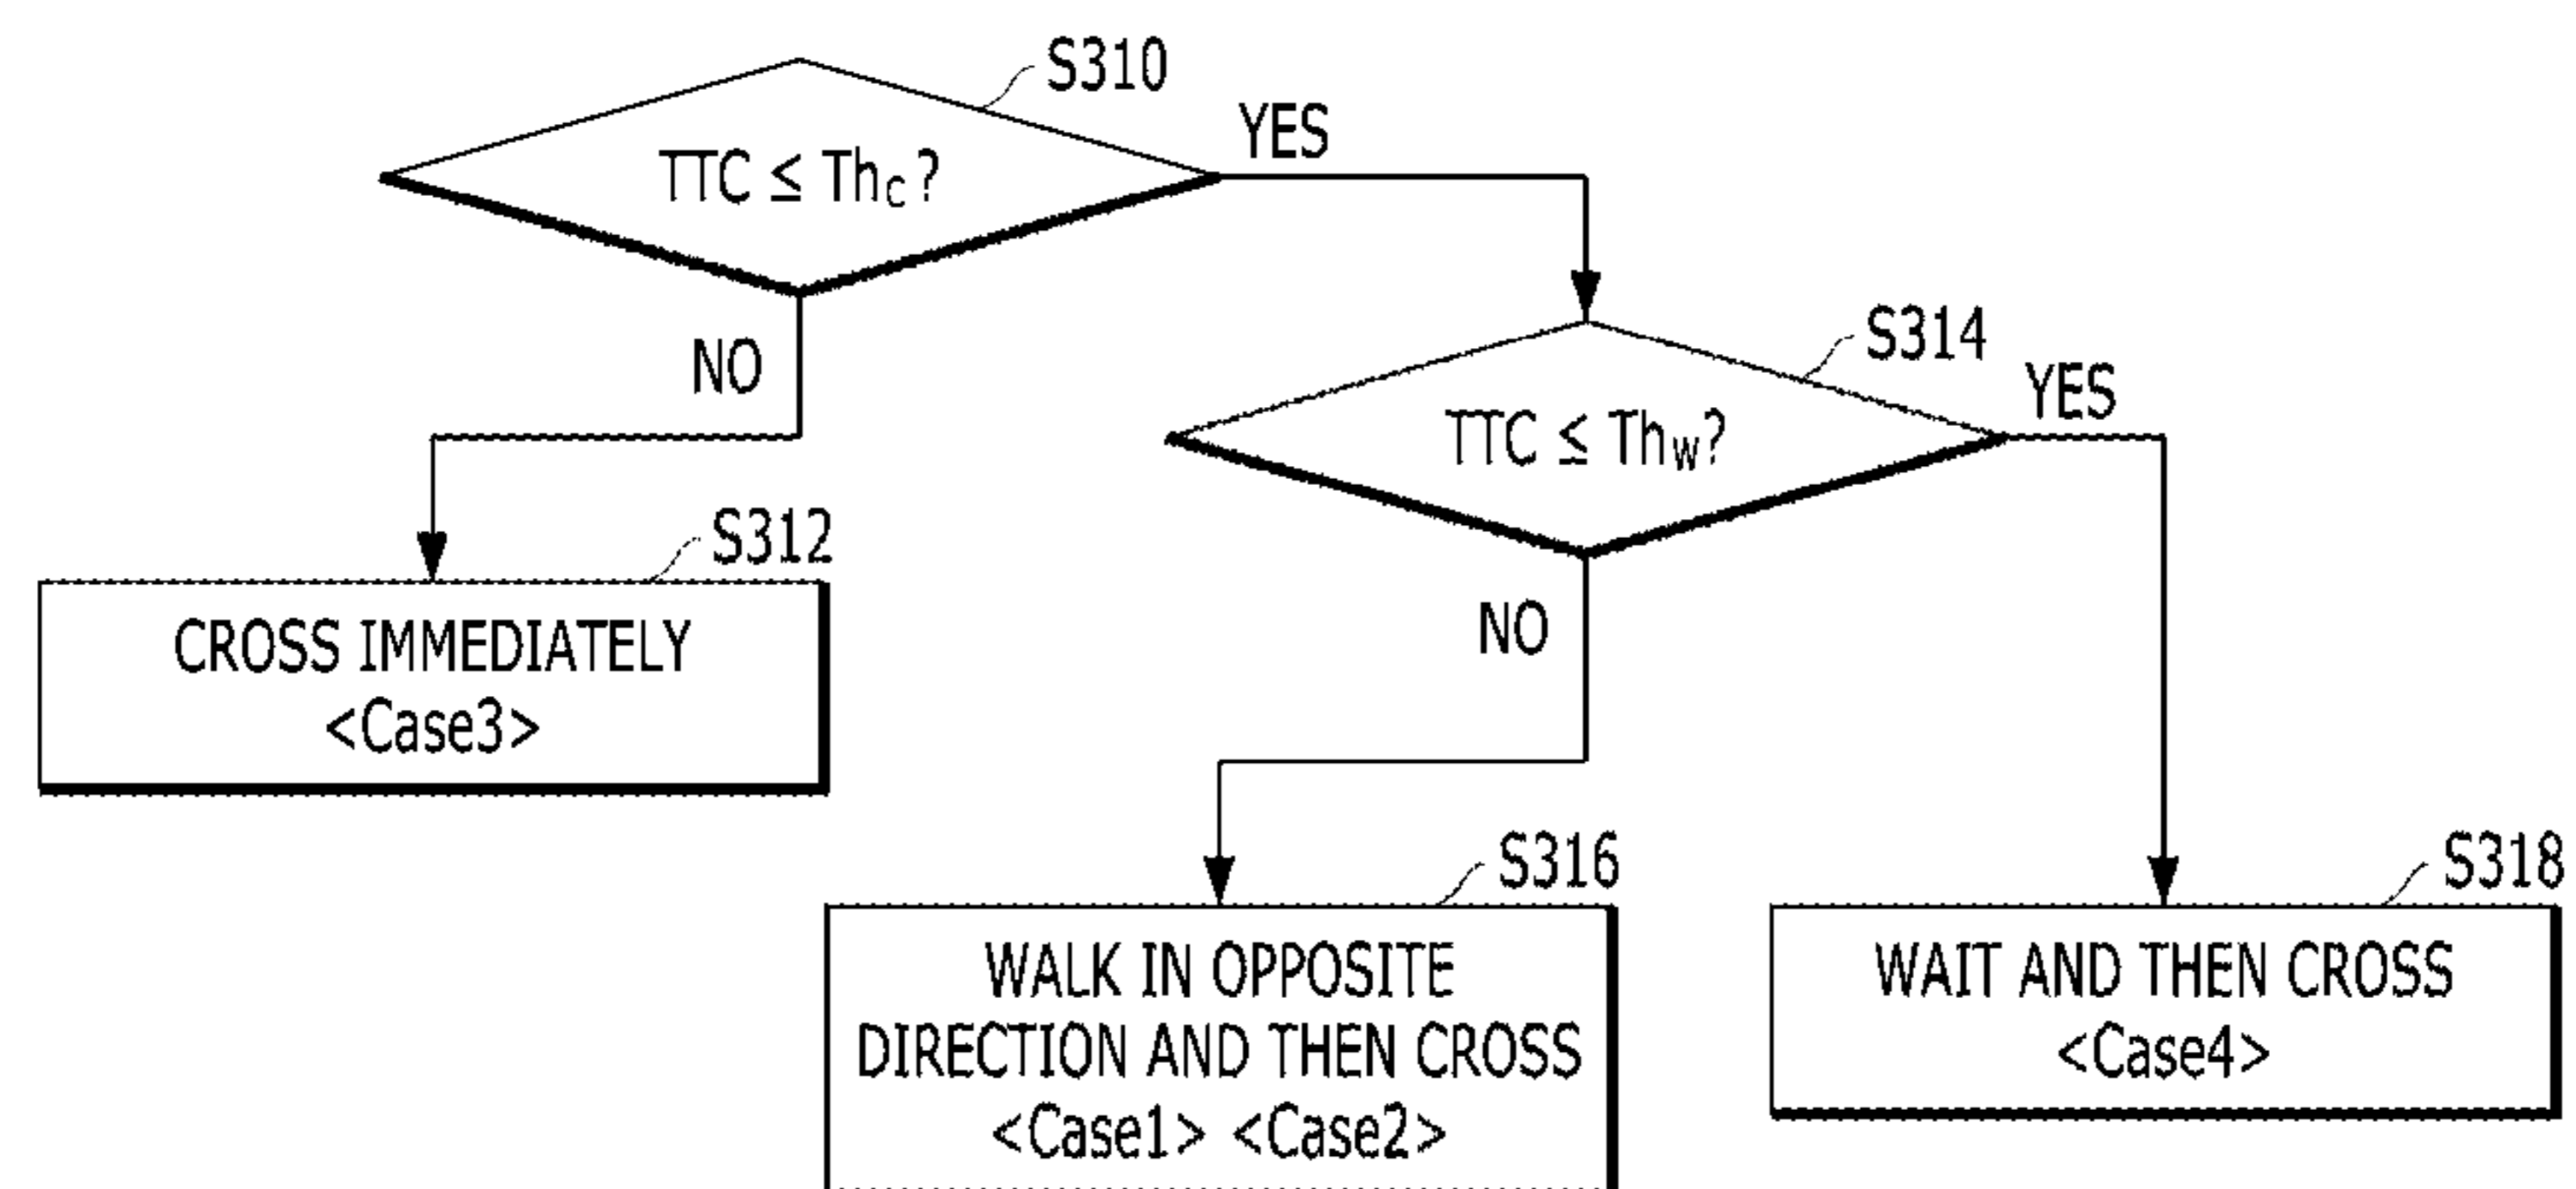 S310
YES
TTC ≤ Thc?
NO
S314
YES
TTC ≤ Thw?
S312
NO
CROSS IMMEDIATELY
<Case3>
S316
S318
WALK IN OPPOSITE
DIRECTION AND THEN CROSS
<Case1> <Case2>
WAIT AND THEN CROSS
<Case4>